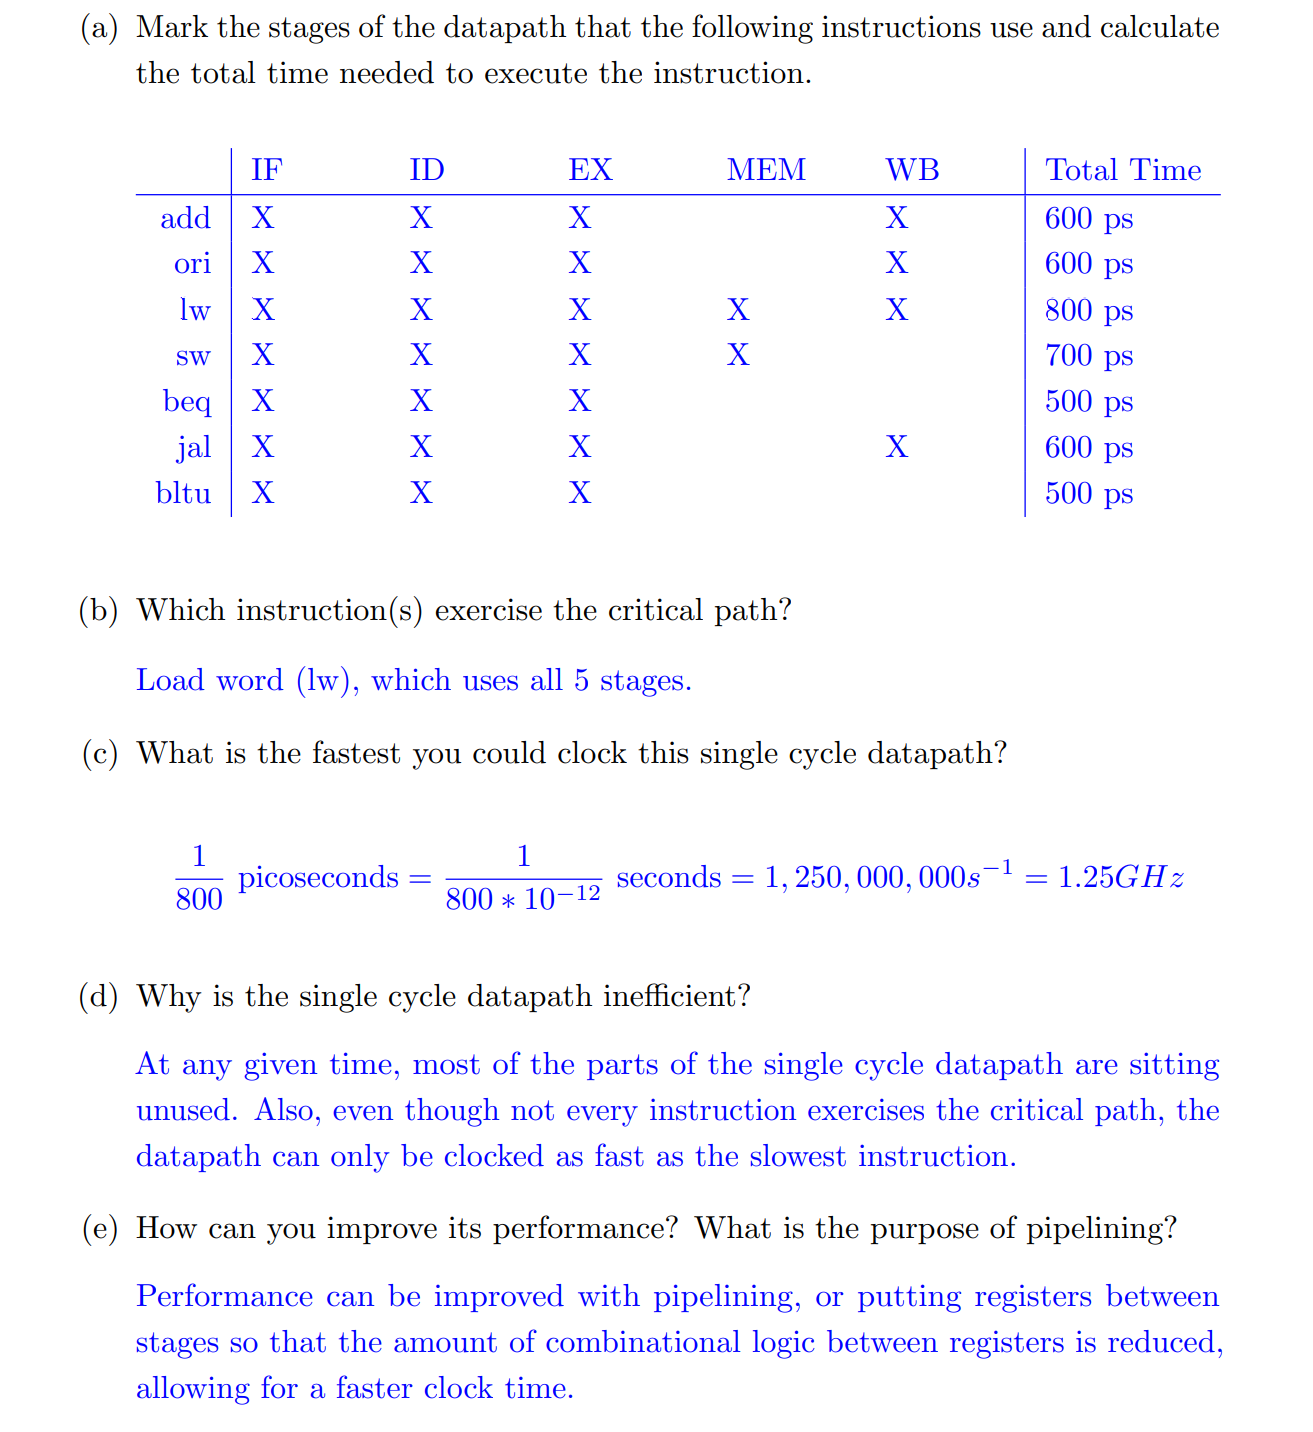 (a) Mark the stages of the datapath that the following instructions use and calculate
the total time needed to execute the instruction.
IF ID EX MEM WB Total Time
add X X X X 600 ps
ori X X X X 600 ps
lw X X X X X 800 ps
sw X X X X 700 ps
beq X X X 500 ps
jal X X X X 600 ps
bltu X X X 500 ps
(b) Which instruction(s) exercise the critical path?
Load word (lw), which uses all 5 stages.
(c) What is the fastest you could clock this single cycle datapath?
1/800 picoseconds = 1/(800 * 10⁻¹²) seconds = 1, 250, 000, 000s⁻¹ = 1.25GHz
(d) Why is the single cycle datapath inefficient?
At any given time, most of the parts of the single cycle datapath are sitting
unused. Also, even though not every instruction exercises the critical path, the
datapath can only be clocked as fast as the slowest instruction.
(e) How can you improve its performance? What is the purpose of pipelining?
Performance can be improved with pipelining, or putting registers between
stages so that the amount of combinational logic between registers is reduced,
allowing for a faster clock time.